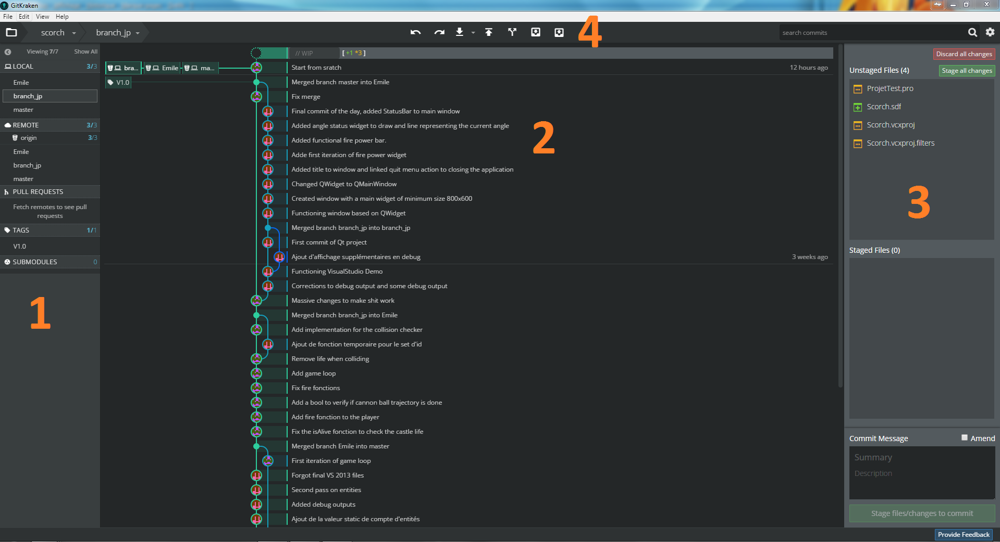 GitKraken
File Edit View Help
scorch branch_jp 4 search commits
Viewing 7/7 Show All
LOCAL 3/3
Emile
branch_jp
master
REMOTE 3/3
origin 3/3
Emile
branch_jp
master
PULL REQUESTS
Fetch remotes to see pull
requests
TAGS 1/1
V1.0
SUBMODULES 0
1
// WIP [ +1 *3 ]
bra... Emile ma... Start from sratch 12 hours ago
V1.0 Merged branch master into Emile
Fix merge
Final commit of the day, added StatusBar to main window
Added angle status widget to draw and line representing the current angle
Added functional fire power bar.
Adde first iteration of fire power widget
Added title to window and linked quit menu action to closing the application
Changed QWidget to QMainWindow
Created window with a main widget of minimum size 800x600
Functioning window based on QWidget
Merged branch branch_jp into branch_jp
First commit of Qt project
Ajout d'affichage supplémentaires en debug 3 weeks ago
Functioning VisualStudio Demo
Corrections to debug output and some debug output
Massive changes to make shit work
Merged branch branch_jp into Emile
Add implementation for the collision checker
Ajout de fonction temporaire pour le set d'id
Remove life when colliding
Add game loop
Fix fire fonctions
Add a bool to verify if cannon ball trajectory is done
Add fire fonction to the player
Fix the isAlive fonction to check the castle life
Merged branch Emile into master
First iteration of game loop
Forgot final VS 2013 files
Second pass on entities
Added debug outputs
Ajout de la valeur static de compte d'entités
2
Discard all changes
Unstaged Files (4) Stage all changes
ProjetTest.pro
Scorch.sdf
Scorch.vcxproj
Scorch.vcxproj.filters
3
Staged Files (0)
Commit Message Amend
Summary
Description
Stage files/changes to commit
Provide Feedback